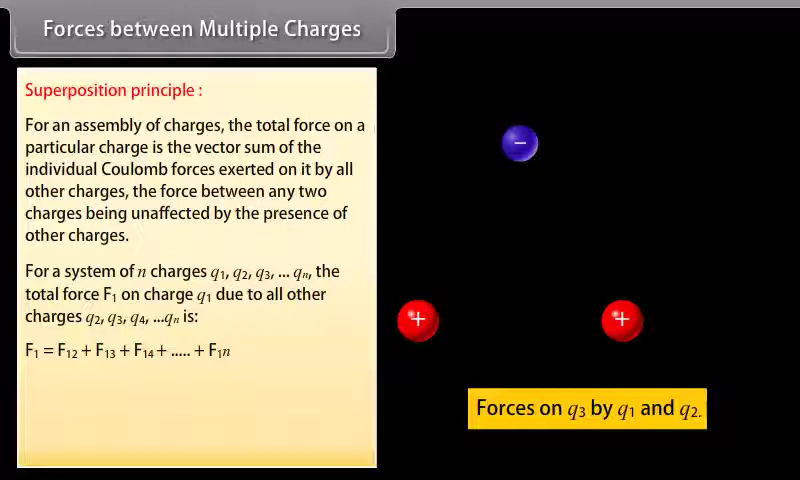 Forces between Multiple Charges
Superposition principle :
For an assembly of charges, the total force on a
particular charge is the vector sum of the
individual Coulomb forces exerted on it by all
other charges, the force between any two
charges being unaffected by the presence of
other charges.
For a system of n charges q₁, q₂, q₃, ... qₙ, the
total force F₁ on charge q₁ due to all other
charges q₂, q₃, q₄, ...qₙ is:
F₁ = F₁₂ + F₁₃ + F₁₄ + ..... + F₁n
−
+
+
Forces on q₃ by q₁ and q₂.